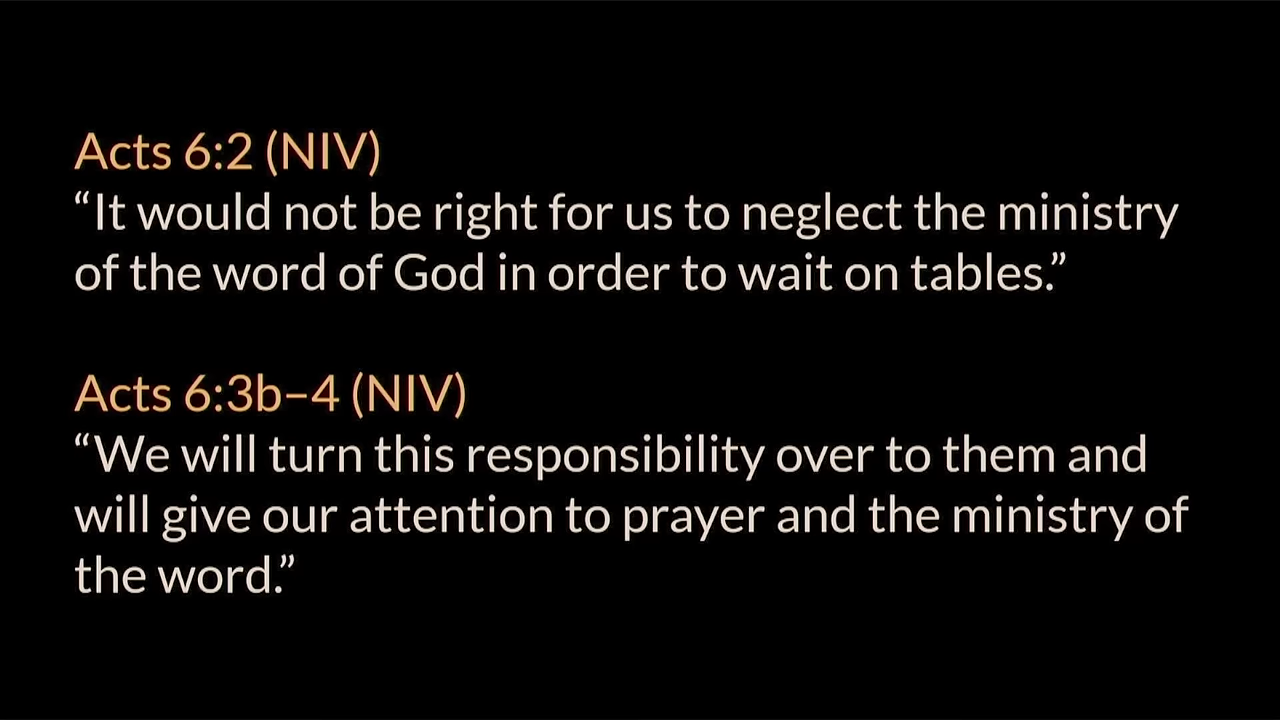 Acts 6:2 (NIV)
“It would not be right for us to neglect the ministry
of the word of God in order to wait on tables.”
Acts 6:3b–4 (NIV)
“We will turn this responsibility over to them and
will give our attention to prayer and the ministry of
the word.”